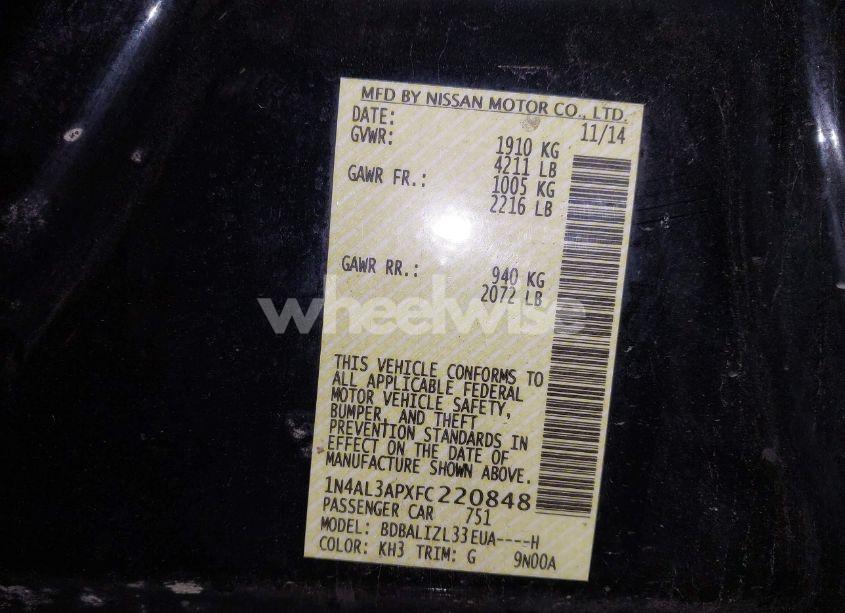 MFD BY NISSAN MOTOR CO., LTD.
DATE: 11/14
GVWR: 1910 KG
4211 LB
GAWR FR.: 1005 KG
2216 LB
GAWR RR.: 940 KG
2072 LB
wheelwise
THIS VEHICLE CONFORMS TO
ALL APPLICABLE FEDERAL
MOTOR VEHICLE SAFETY,
BUMPER, AND THEFT
PREVENTION STANDARDS IN
EFFECT ON THE DATE OF
MANUFACTURE SHOWN ABOVE.
1N4AL3APXFC220848
PASSENGER CAR 751
MODEL: BDBALIZL33EUA----H
COLOR: KH3 TRIM: G 9N00A